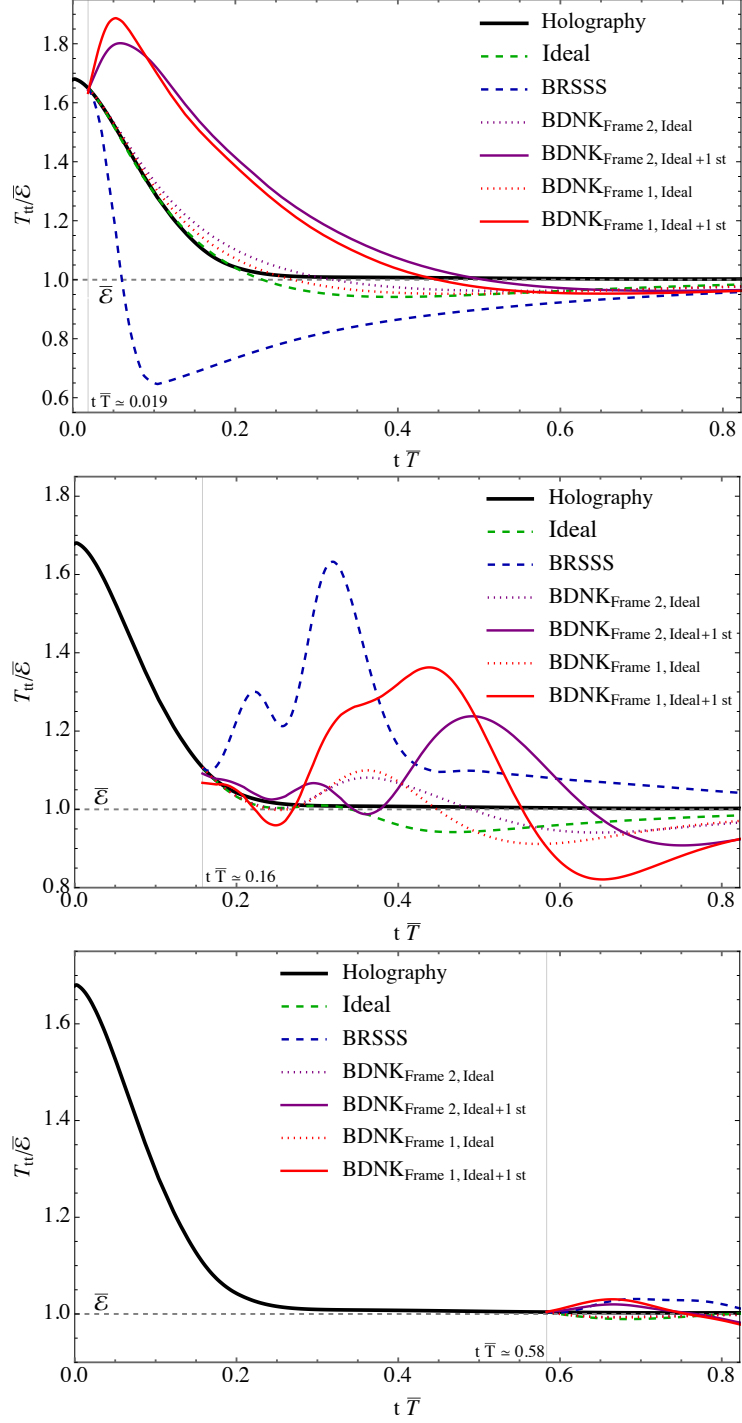 1.8
1.6
1.4
1.2
1.0
0.8
0.6
T_tt/ℰ̅
ℰ̅
Holography
Ideal
BRSSS
BDNK_Frame 2, Ideal
BDNK_Frame 2, Ideal+1 st
BDNK_Frame 1, Ideal
BDNK_Frame 1, Ideal+1 st
t T̅ ≃ 0.019
0.0 0.2 0.4 0.6 0.8
t T̅
1.8
1.6
1.4
1.2
1.0
0.8
T_tt/ℰ̅
ℰ̅
Holography
Ideal
BRSSS
BDNK_Frame 2, Ideal
BDNK_Frame 2, Ideal+1 st
BDNK_Frame 1, Ideal
BDNK_Frame 1, Ideal+1 st
t T̅ ≃ 0.16
0.0 0.2 0.4 0.6 0.8
t T̅
1.6
1.4
1.2
1.0
T_tt/ℰ̅
ℰ̅
Holography
Ideal
BRSSS
BDNK_Frame 2, Ideal
BDNK_Frame 2, Ideal+1 st
BDNK_Frame 1, Ideal
BDNK_Frame 1, Ideal+1 st
t T̅ ≃ 0.58
0.0 0.2 0.4 0.6 0.8
t T̅